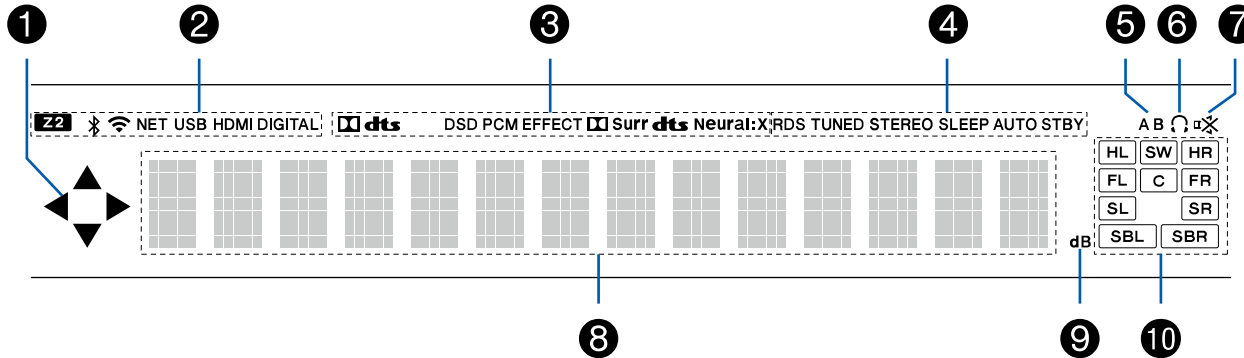 1 2 3 4 5 6 7
Z2 NET USB HDMI DIGITAL dts DSD PCM EFFECT Surr dts Neural:X RDS TUNED STEREO SLEEP AUTO STBY A B
HL SW HR
FL C FR
SL SR
dB SBL SBR
8 9 10